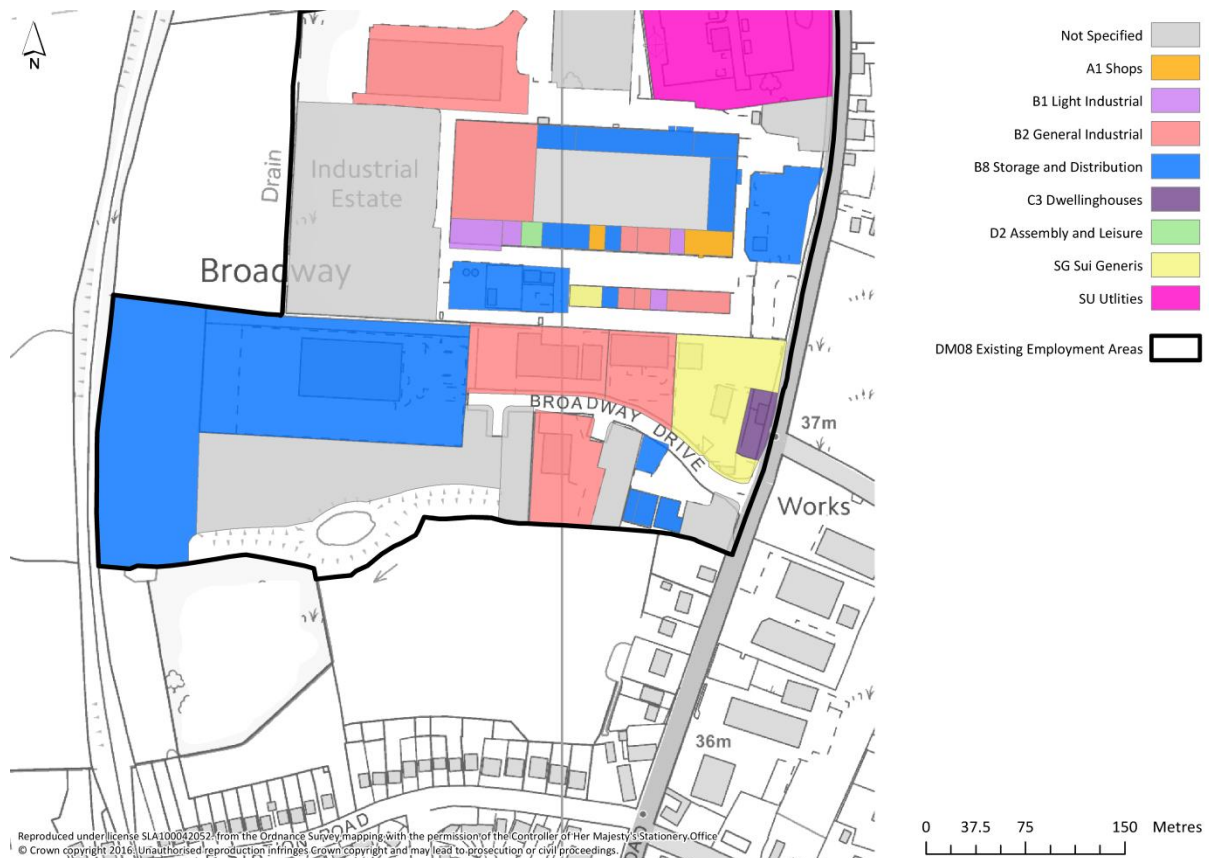 N
Drain
Industrial
Estate
Broadway
BROADWAY DRIVE
37m
Works
36m
Reproduced under license SLA100042052, from the Ordnance Survey mapping with the permission of the Controller of Her Majesty's Stationery Office
© Crown copyright 2016. Unauthorised reproduction infringes Crown copyright and may lead to prosecution or civil proceedings.
Not Specified
A1 Shops
B1 Light Industrial
B2 General Industrial
B8 Storage and Distribution
C3 Dwellinghouses
D2 Assembly and Leisure
SG Sui Generis
SU Utlities
DM08 Existing Employment Areas
0 37.5 75 150 Metres